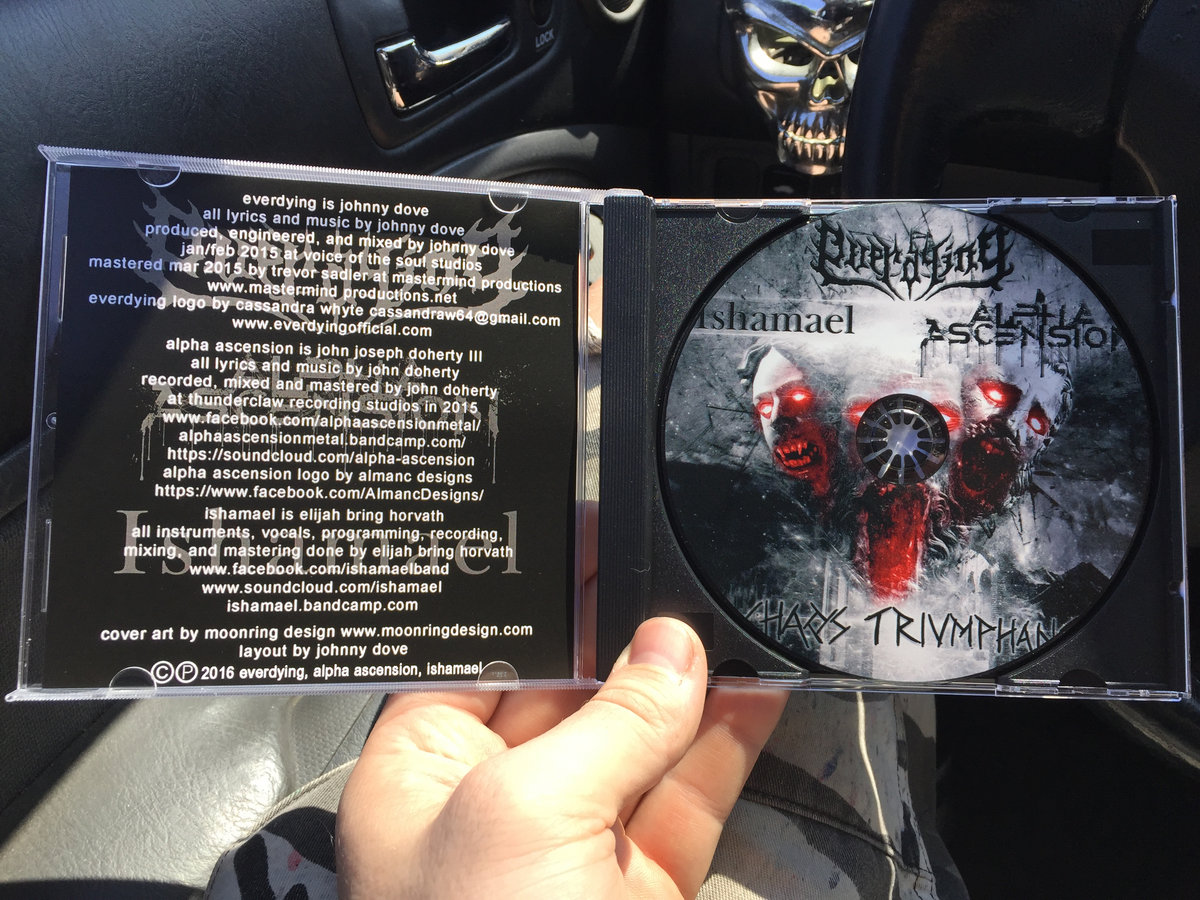 LOCK
everdying is johnny dove
all lyrics and music by johnny dove
produced, engineered, and mixed by johnny dove
jan/feb 2015 at voice of the soul studios
mastered mar 2015 by trevor sadler at mastermind productions
www.mastermind productions.net
everdying logo by cassandra whyte cassandraw64@gmail.com
www.everdyingofficial.com
alpha ascension is john joseph doherty III
all lyrics and music by john doherty
recorded, mixed and mastered by john doherty
at thunderclaw recording studios in 2015
www.facebook.com/alphaascensionmetal/
alphaascensionmetal.bandcamp.com/
https://soundcloud.com/alpha-ascension
alpha ascension logo by almanc designs
https://www.facebook.com/AlmancDesigns/
ishamael is elijah bring horvath
all instruments, vocals, programming, recording,
mixing, and mastering done by elijah bring horvath
www.facebook.com/ishamaelband
www.soundcloud.com/ishamael
ishamael.bandcamp.com
cover art by moonring design www.moonringdesign.com
layout by johnny dove
©℗ 2016 everdying, alpha ascension, ishamael
Everdying
Alpha Ascension
Ishamael
Everdying
Ishamael
ALPHA
ASCENSION
CHAOS TRIVMPHAN